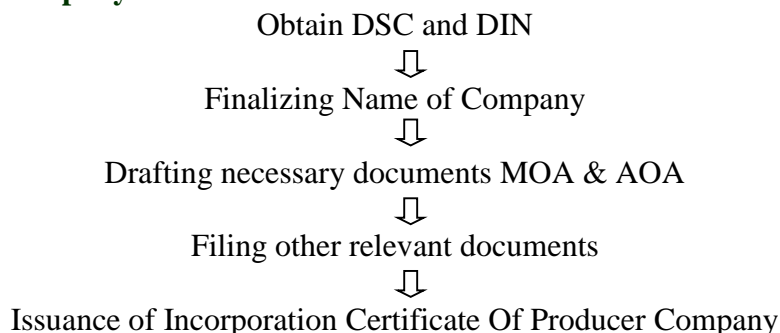 Obtain DSC and DIN
Finalizing Name of Company
Drafting necessary documents MOA & AOA
Filing other relevant documents
Issuance of Incorporation Certificate Of Producer Company